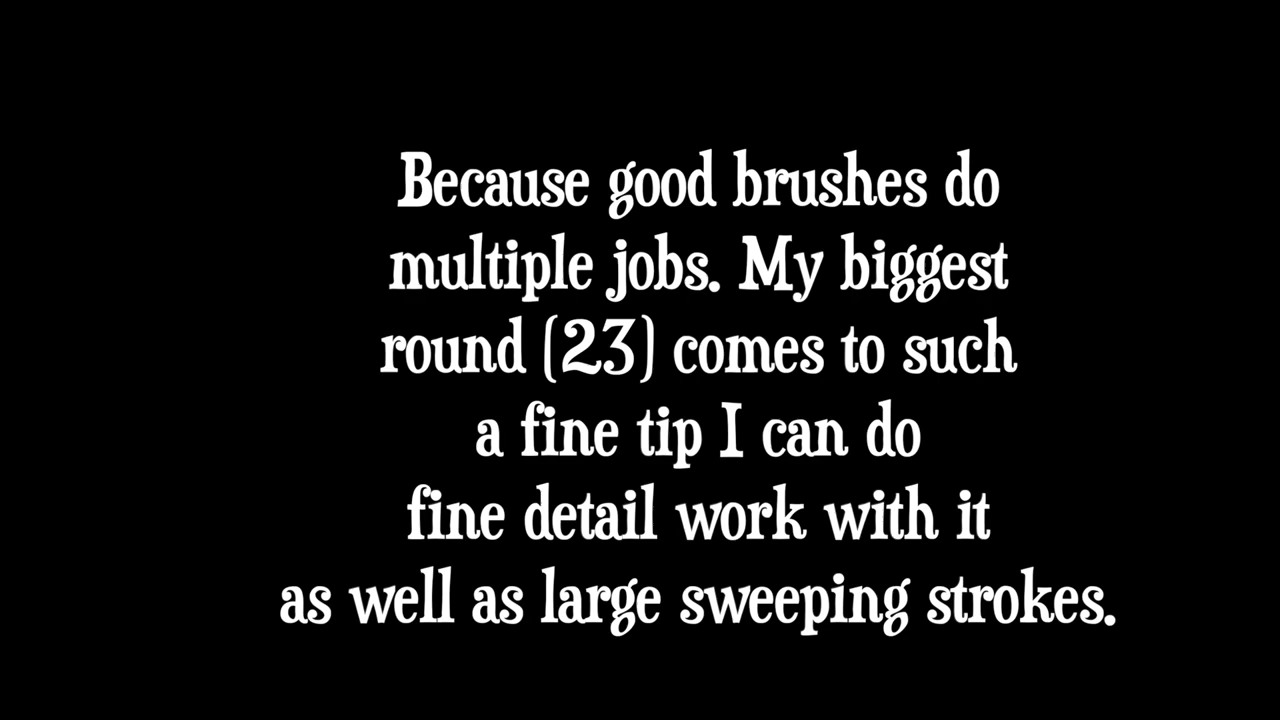 Because good brushes do
multiple jobs. My biggest
round (23) comes to such
a fine tip I can do
fine detail work with it
as well as large sweeping strokes.